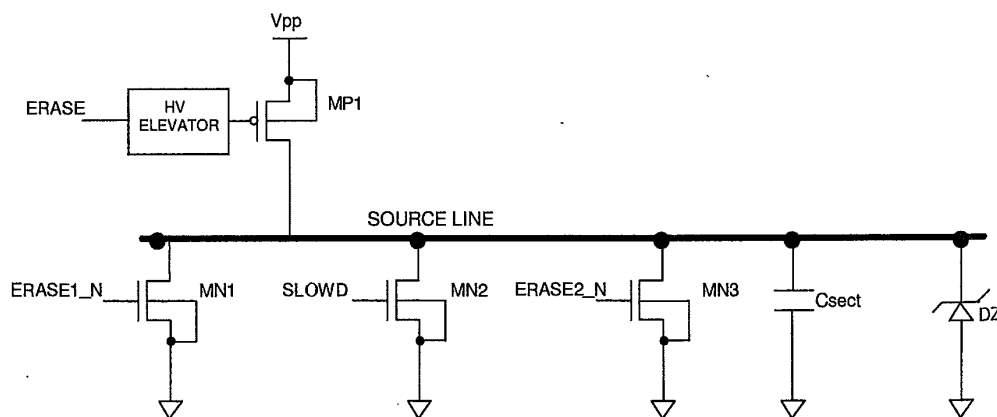 Vpp
ERASE
HV
ELEVATOR
MP1
SOURCE LINE
ERASE1_N
MN1
SLOWD
MN2
ERASE2_N
MN3
Csect
DZ